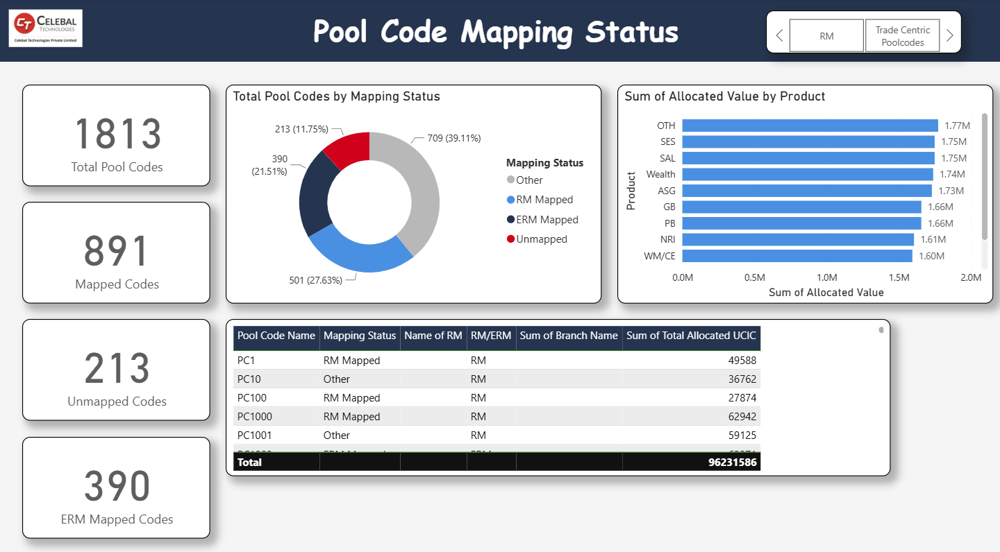 CT CELEBAL
TECHNOLOGIES
Celebal Technologies Private Limited
Pool Code Mapping Status
RM
Trade Centric
Poolcodes
1813
Total Pool Codes
891
Mapped Codes
213
Unmapped Codes
390
ERM Mapped Codes
Total Pool Codes by Mapping Status
213 (11.75%)
709 (39.11%)
390
(21.51%)
501 (27.63%)
Mapping Status
Other
RM Mapped
ERM Mapped
Unmapped
Sum of Allocated Value by Product
Product
OTH 1.77M
SES 1.75M
SAL 1.75M
Wealth 1.74M
ASG 1.73M
GB 1.66M
PB 1.66M
NRI 1.61M
WM/CE 1.60M
0.0M 0.5M 1.0M 1.5M 2.0M
Sum of Allocated Value
Pool Code Name Mapping Status Name of RM RM/ERM Sum of Branch Name Sum of Total Allocated UCIC
PC1 RM Mapped RM 49588
PC10 Other RM 36762
PC100 RM Mapped RM 27874
PC1000 RM Mapped RM 62942
PC1001 Other RM 59125
Total 96231586